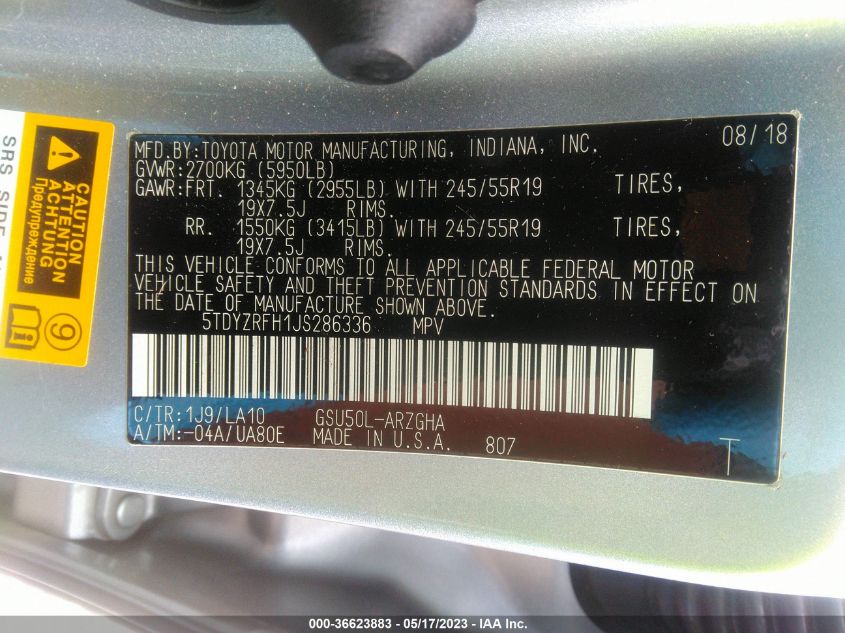 MFD.BY:TOYOTA MOTOR MANUFACTURING, INDIANA, INC. 08/18
GVWR:2700KG (5950LB)
GAWR:FRT. 1345KG (2955LB) WITH 245/55R19 TIRES,
19X7.5J RIMS.
RR. 1550KG (3415LB) WITH 245/55R19 TIRES,
19X7.5J RIMS.
THIS VEHICLE CONFORMS TO ALL APPLICABLE FEDERAL MOTOR
VEHICLE SAFETY AND THEFT PREVENTION STANDARDS IN EFFECT ON
THE DATE OF MANUFACTURE SHOWN ABOVE.
5TDYZRFH1JS286336 MPV
C/TR:1J9/LA10 GSU50L-ARZGHA
A/TM:-04A/UA80E MADE IN U.S.A. 807 T
ATTENTION
CAUTION
ACHTUNG
Предупреждение
9
SRS SIDE
000-36623883 - 05/17/2023 - IAA Inc.